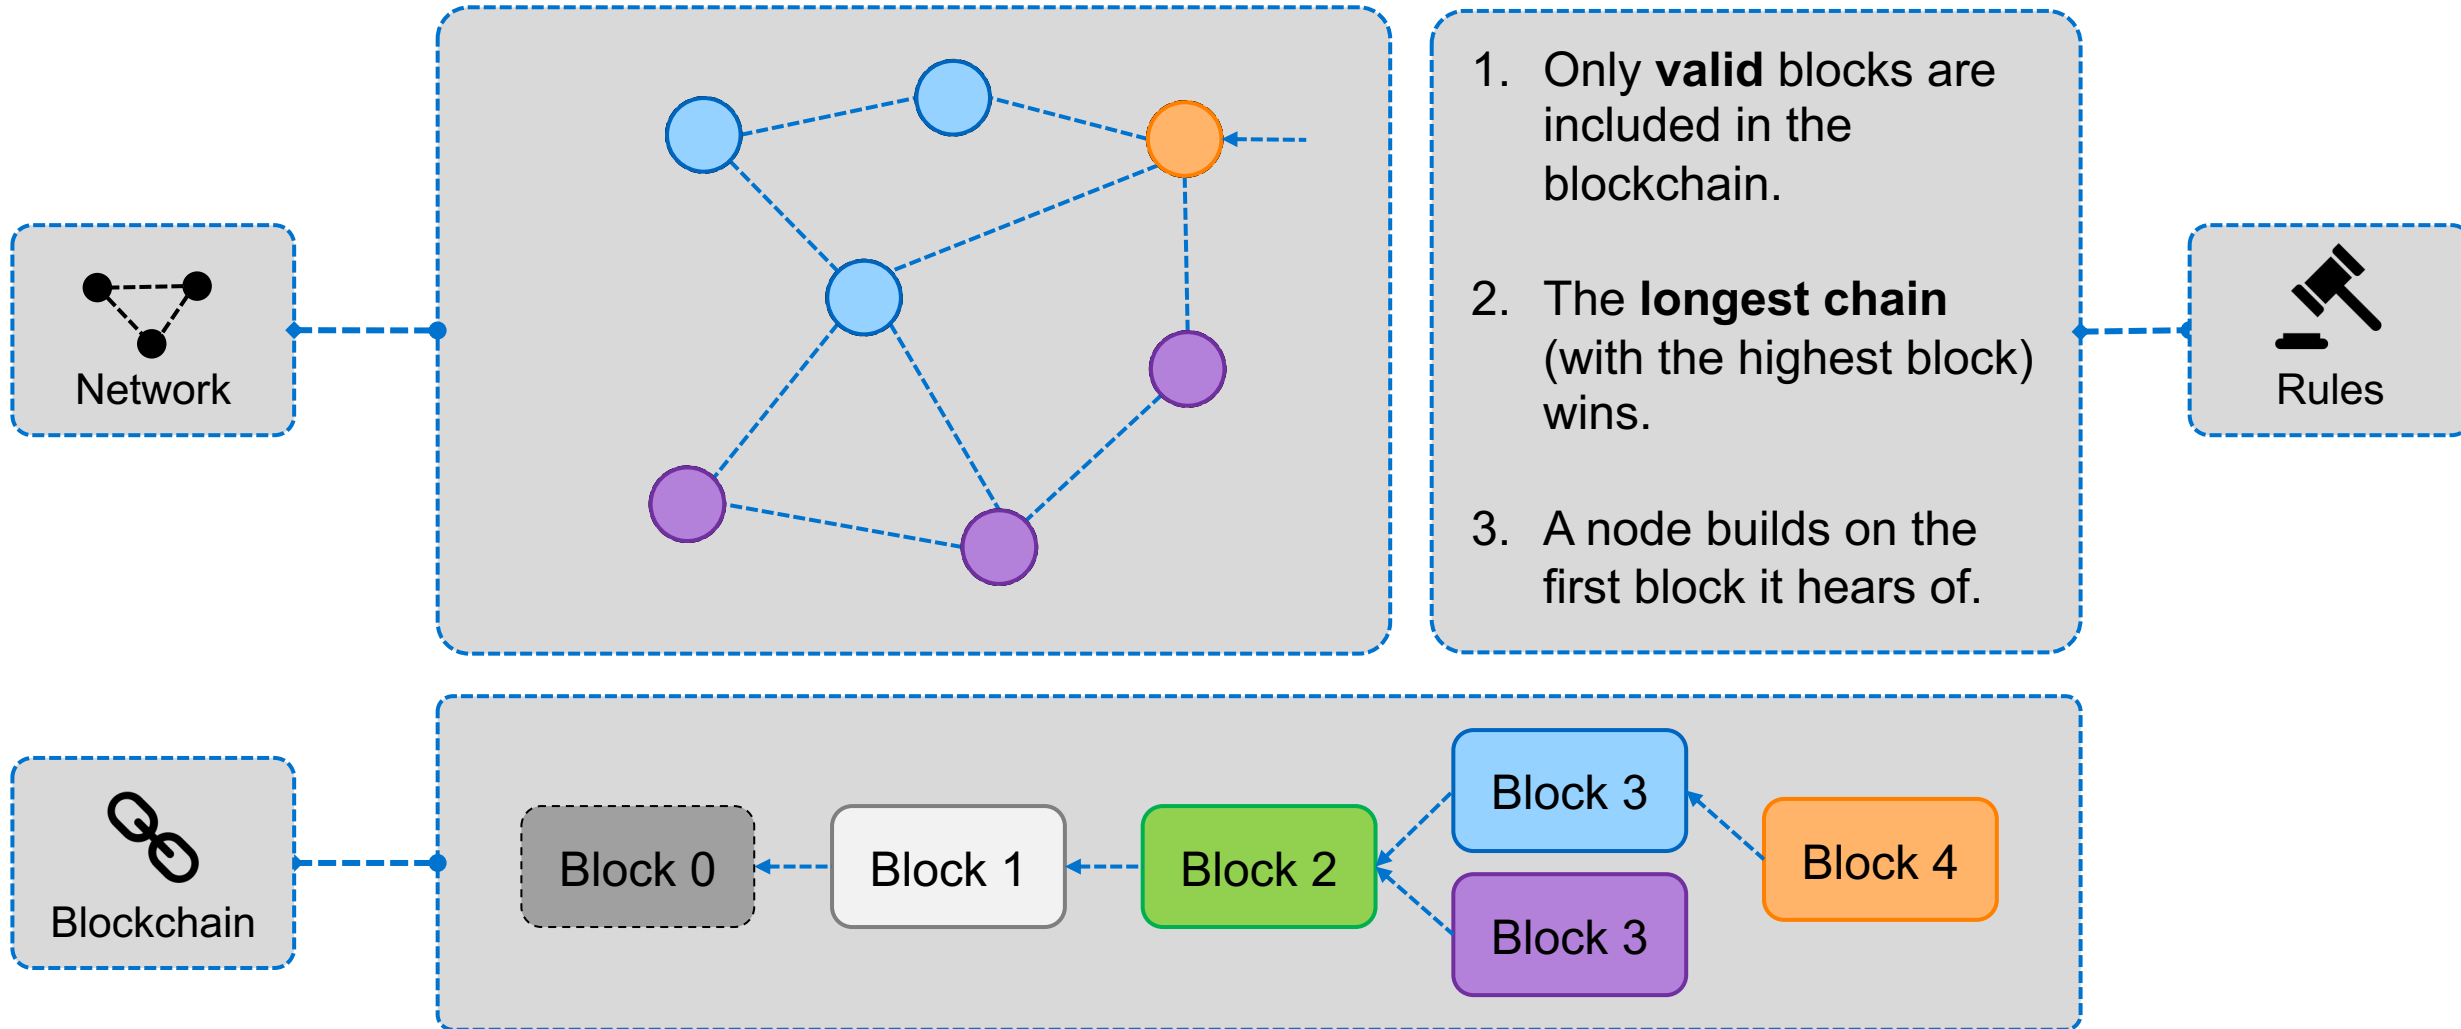 Network
1. Only valid blocks are
included in the
blockchain.
2. The longest chain
(with the highest block)
wins.
3. A node builds on the
first block it hears of.
Rules
Blockchain
Block 0
Block 1
Block 2
Block 3
Block 3
Block 4